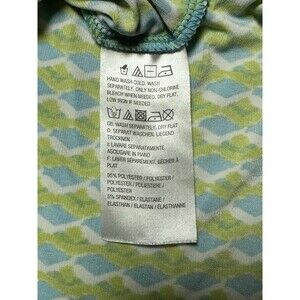 HAND WASH COLD. WASH
SEPARATELY. ONLY NON-CHLORINE
BLEACH WHEN NEEDED. DRY FLAT,
LOW IRON IF NEEDED
GB: WASH SEPARATELY, DRY FLAT
D: SEPARAT WASCHEN, LIEGEND
TROCKNEN
I: LAVARE SEPARATAMENTE,
ASCIUGARE IN PIANO
F: LAVER SÉPARÉMENT, SÉCHER À
PLAT
95% POLYESTER / POLYESTER /
POLYESTER / POLIESTERE /
POLYESTER
5% SPANDEX / ELASTANE /
ELASTHAN / ELASTAN / ÉLASTHANNE